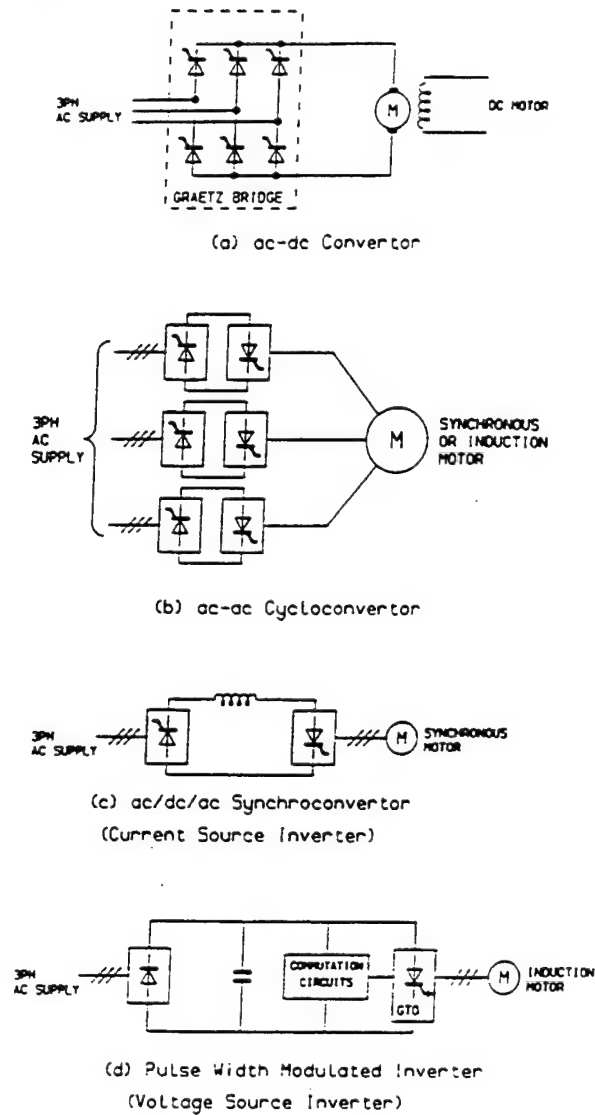 3PH
AC SUPPLY
GRAETZ BRIDGE
M
DC MOTOR
(a) ac-dc Convertor
3PH
AC
SUPPLY
M
SYNCHRONOUS
OR INDUCTION
MOTOR
(b) ac-ac Cycloconvertor
3PH
AC SUPPLY
M
SYNCHRONOUS
MOTOR
(c) ac/dc/ac Synchroconvertor
(Current Source Inverter)
3PH
AC SUPPLY
COMMUTATION
CIRCUITS
GTO
M
INDUCTION
MOTOR
(d) Pulse Width Modulated Inverter
(Voltage Source Inverter)